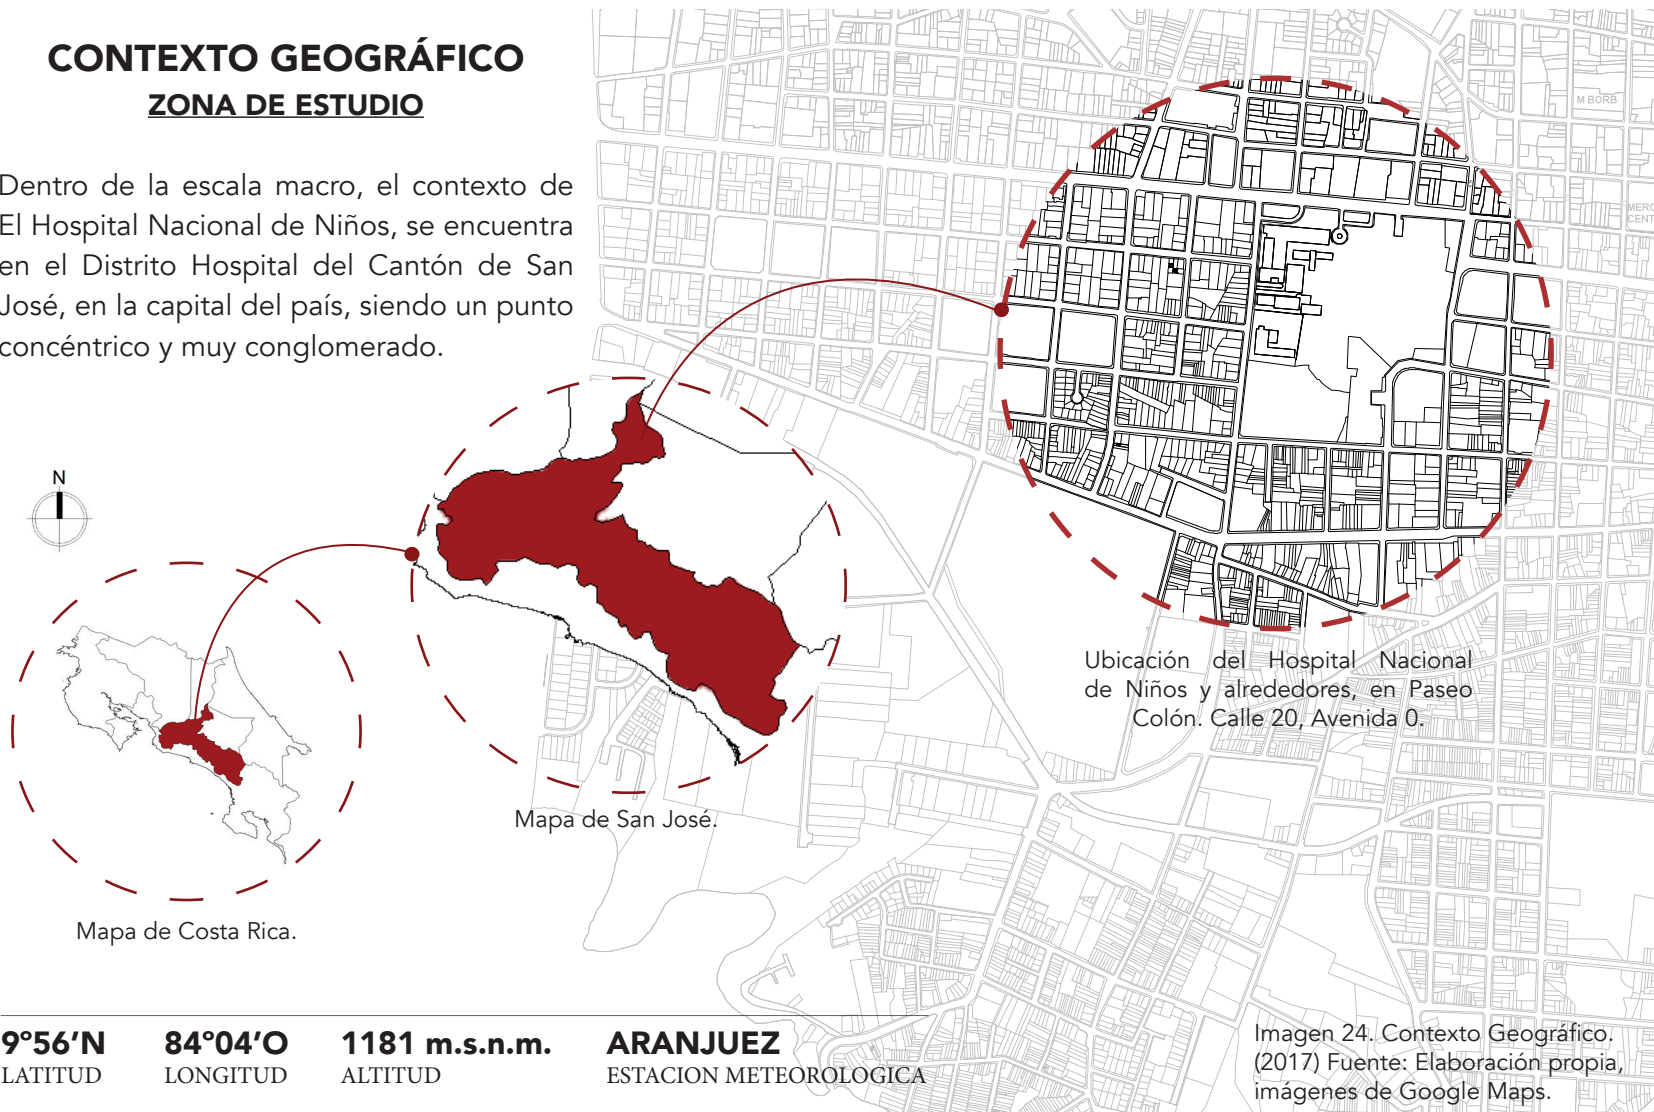 CONTEXTO GEOGRÁFICO
ZONA DE ESTUDIO
Dentro de la escala macro, el contexto de
El Hospital Nacional de Niños, se encuentra
en el Distrito Hospital del Cantón de San
José, en la capital del país, siendo un punto
concéntrico y muy conglomerado.
M BORB
MERC
CENT
N
Ubicación del Hospital Nacional
de Niños y alrededores, en Paseo
Colón. Calle 20, Avenida 0.
Mapa de San José.
Mapa de Costa Rica.
9°56'N
LATITUD
84°04'O
LONGITUD
1181 m.s.n.m.
ALTITUD
ARANJUEZ
ESTACION METEOROLOGICA
Imagen 24. Contexto Geográfico.
(2017) Fuente: Elaboración propia,
imágenes de Google Maps.